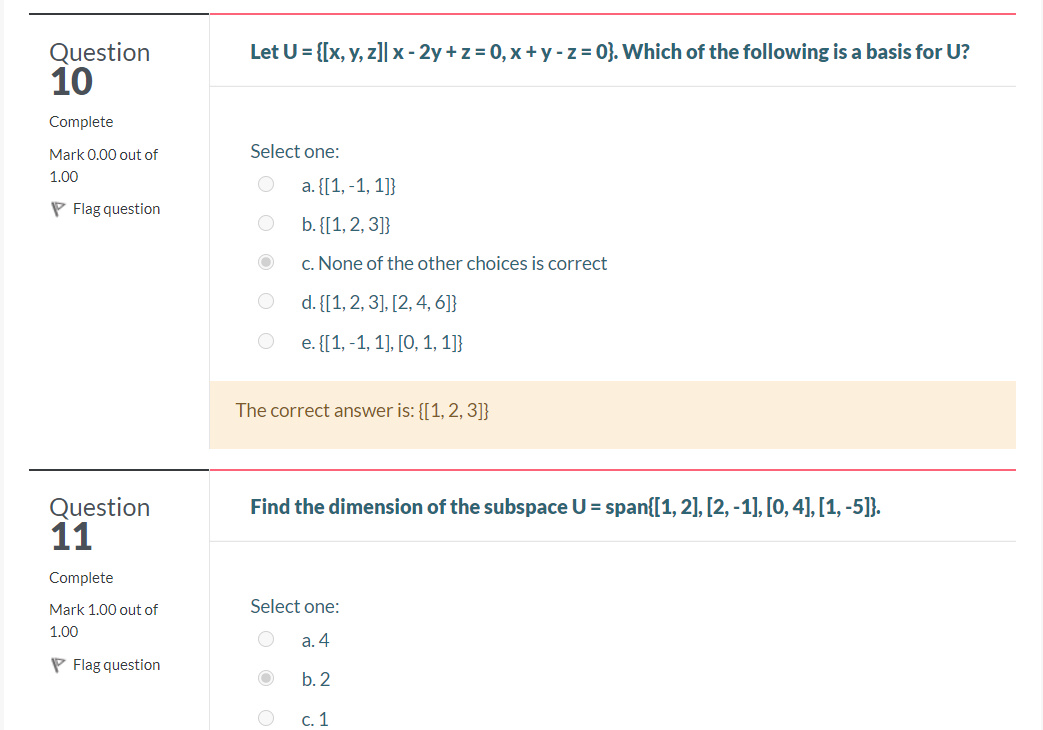 Question
10
Complete
Mark 0.00 out of
1.00
Flag question
Let U = {[x, y, z]| x - 2y + z = 0, x + y - z = 0}. Which of the following is a basis for U?
Select one:
a. {[1, -1, 1]}
b. {[1, 2, 3]}
c. None of the other choices is correct
d. {[1, 2, 3], [2, 4, 6]}
e. {[1, -1, 1], [0, 1, 1]}
The correct answer is: {[1, 2, 3]}
Question
11
Complete
Mark 1.00 out of
1.00
Flag question
Find the dimension of the subspace U = span{[1, 2], [2, -1], [0, 4], [1, -5]}.
Select one:
a. 4
b. 2
c. 1